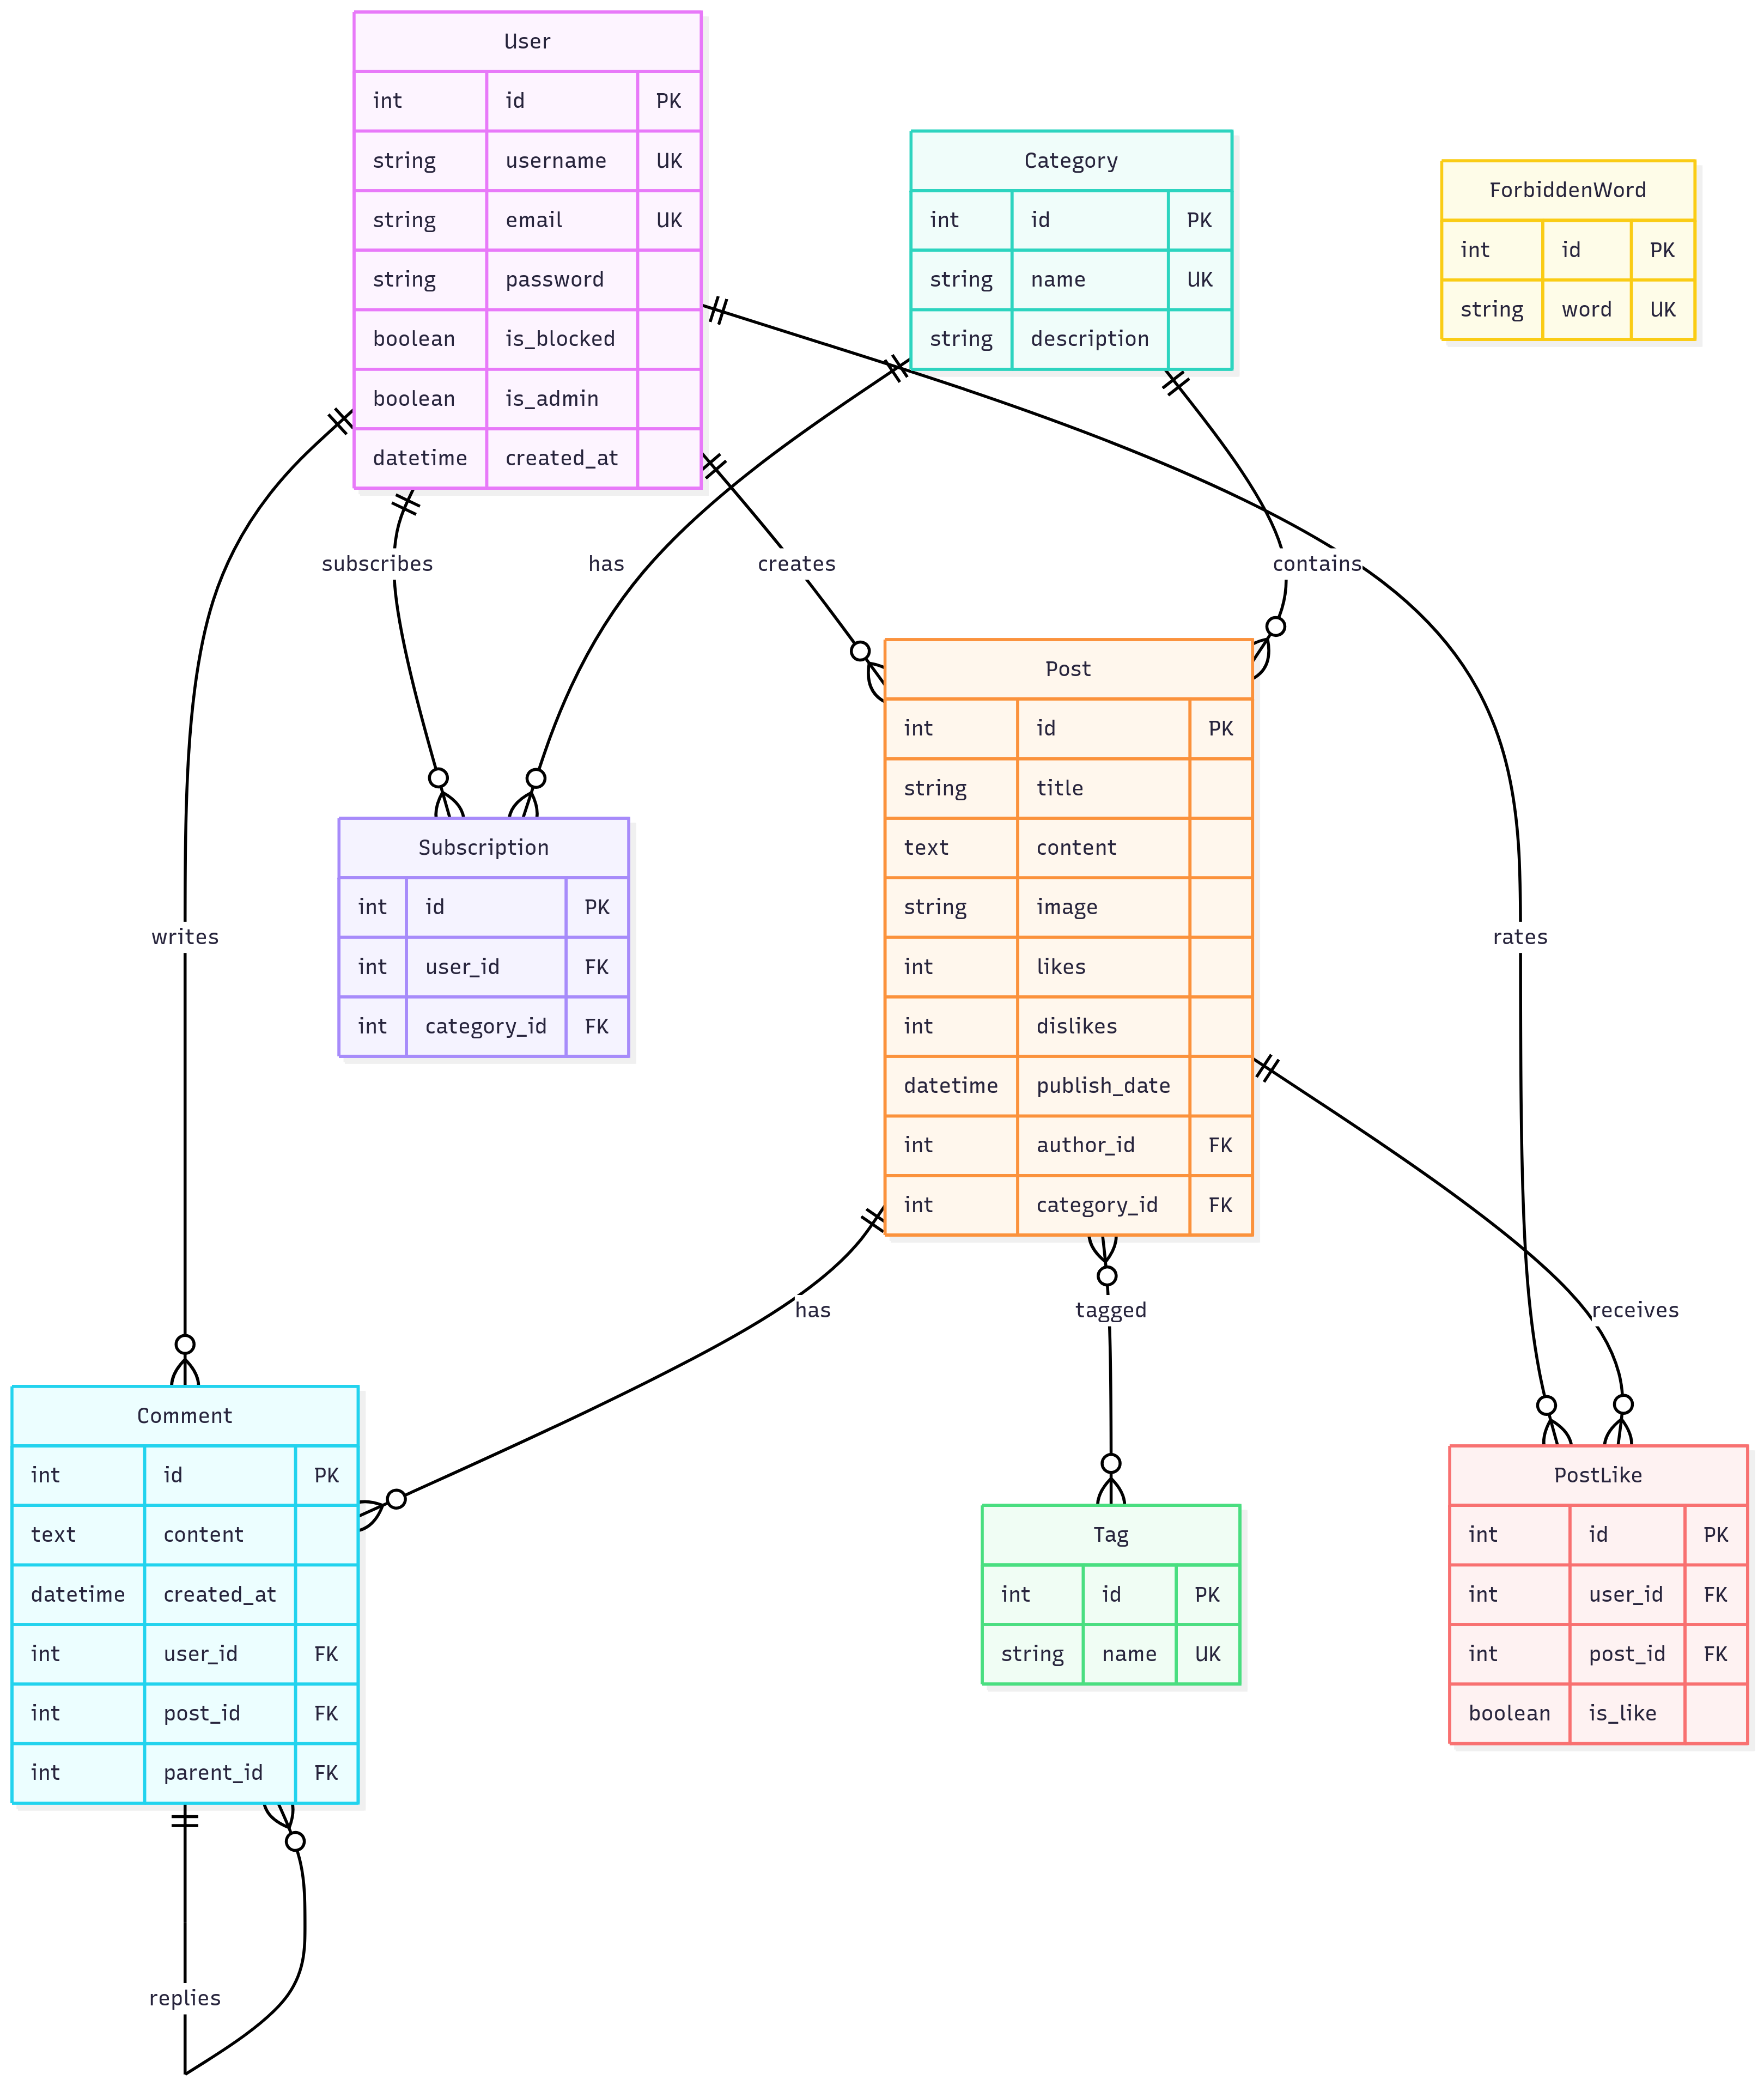 User
int id PK
string username UK
string email UK
string password
boolean is_blocked
boolean is_admin
datetime created_at
Category
int id PK
string name UK
string description
ForbiddenWord
int id PK
string word UK
subscribes
has
creates
contains
Post
int id PK
string title
text content
string image
int likes
int dislikes
datetime publish_date
int author_id FK
int category_id FK
Subscription
int id PK
int user_id FK
int category_id FK
writes
rates
has
tagged
receives
Comment
int id PK
text content
datetime created_at
int user_id FK
int post_id FK
int parent_id FK
Tag
int id PK
string name UK
PostLike
int id PK
int user_id FK
int post_id FK
boolean is_like
replies